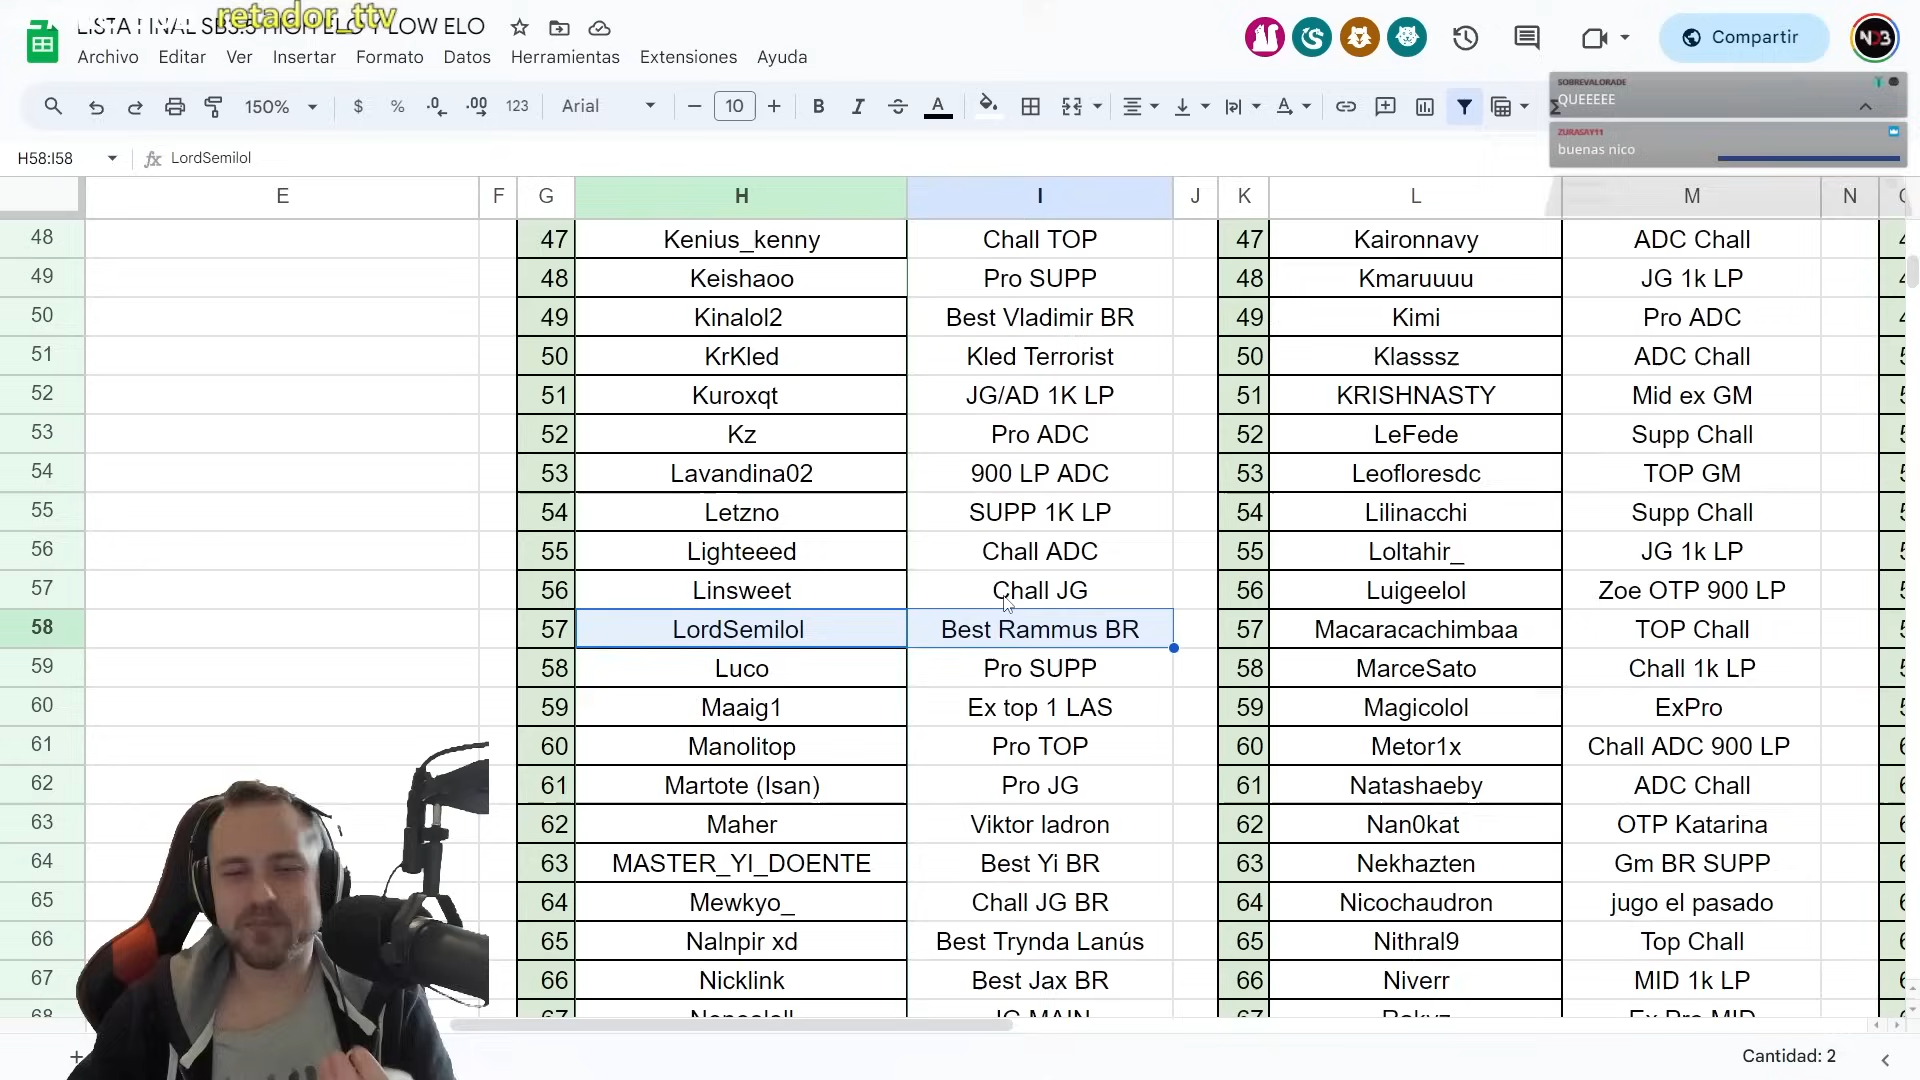 LISTA FINAL SB3.5 HIGH ELO Y LOW ELO
retador_ttv
Archivo Editar Ver Insertar Formato Datos Herramientas Extensiones Ayuda
Compartir
ND3
150% $ % .0 .00 123 Arial 10 B I A
SOBREVALORADE
QUEEEEE
ZURASAY11
buenas nico
H58:I58 fx LordSemilol
E F G H I J K L M N
48 47 Kenius_kenny Chall TOP 47 Kaironnavy ADC Chall
49 48 Keishaoo Pro SUPP 48 Kmaruuuu JG 1k LP
50 49 Kinalol2 Best Vladimir BR 49 Kimi Pro ADC
51 50 KrKled Kled Terrorist 50 Klasssz ADC Chall
52 51 Kuroxqt JG/AD 1K LP 51 KRISHNASTY Mid ex GM
53 52 Kz Pro ADC 52 LeFede Supp Chall
54 53 Lavandina02 900 LP ADC 53 Leofloresdc TOP GM
55 54 Letzno SUPP 1K LP 54 Lilinacchi Supp Chall
56 55 Lighteeed Chall ADC 55 Loltahir_ JG 1k LP
57 56 Linsweet Chall JG 56 Luigeelol Zoe OTP 900 LP
58 57 LordSemilol Best Rammus BR 57 Macaracachimbaa TOP Chall
59 58 Luco Pro SUPP 58 MarceSato Chall 1k LP
60 59 Maaig1 Ex top 1 LAS 59 Magicolol ExPro
61 60 Manolitop Pro TOP 60 Metor1x Chall ADC 900 LP
62 61 Martote (Isan) Pro JG 61 Natashaeby ADC Chall
63 62 Maher Viktor ladron 62 Nan0kat OTP Katarina
64 63 MASTER_YI_DOENTE Best Yi BR 63 Nekhazten Gm BR SUPP
65 64 Mewkyo_ Chall JG BR 64 Nicochaudron jugo el pasado
66 65 Nalnpir xd Best Trynda Lanús 65 Nithral9 Top Chall
67 66 Nicklink Best Jax BR 66 Niverr MID 1k LP
68 67 JG MAIN 67 Ex Pro MID
Cantidad: 2